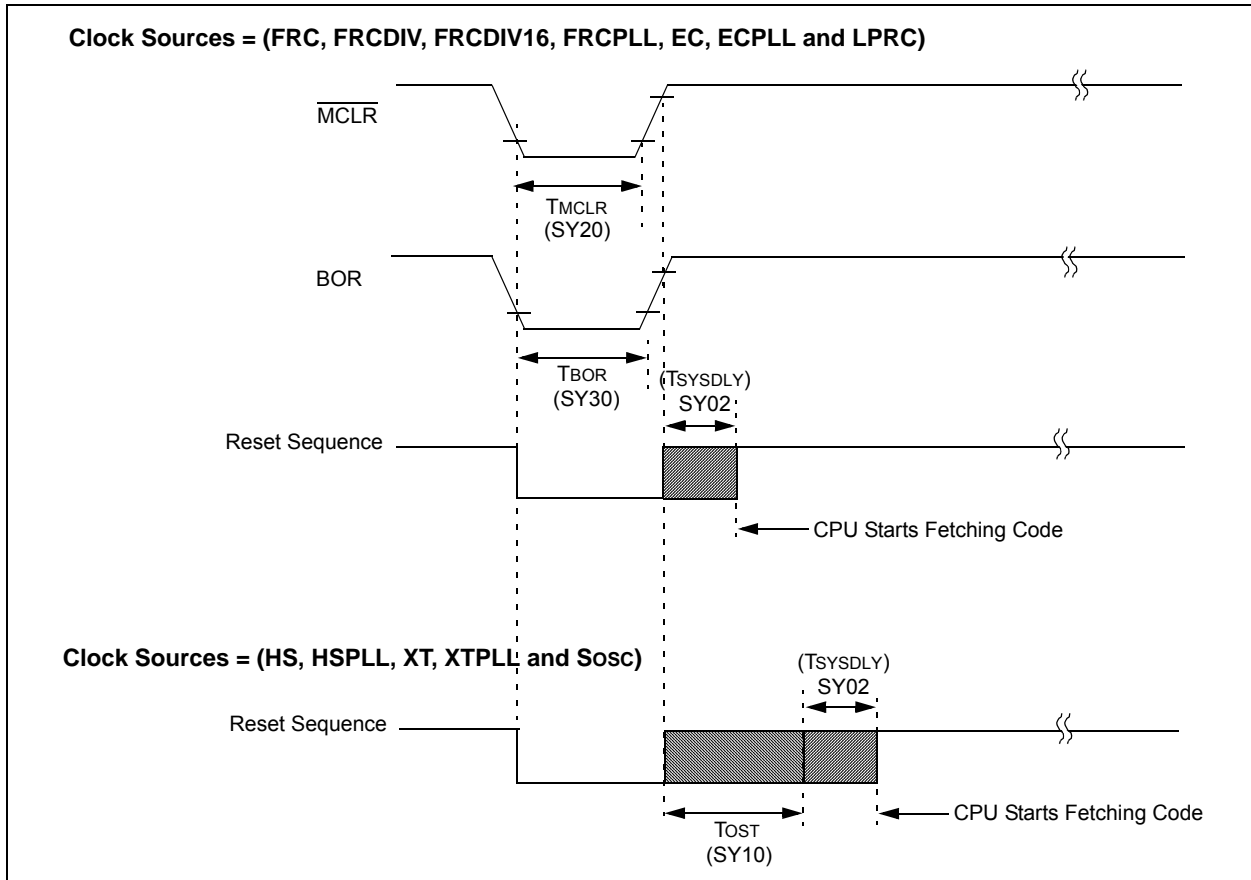 Clock Sources = (FRC, FRCDIV, FRCDIV16, FRCPLL, EC, ECPLL and LPRC)
MCLR
TMCLR
(SY20)
BOR
TBOR
(SY30)
(TSYSDLY)
SY02
Reset Sequence
CPU Starts Fetching Code
Clock Sources = (HS, HSPLL, XT, XTPLL and SOSC)
(TSYSDLY)
SY02
Reset Sequence
CPU Starts Fetching Code
TOST
(SY10)